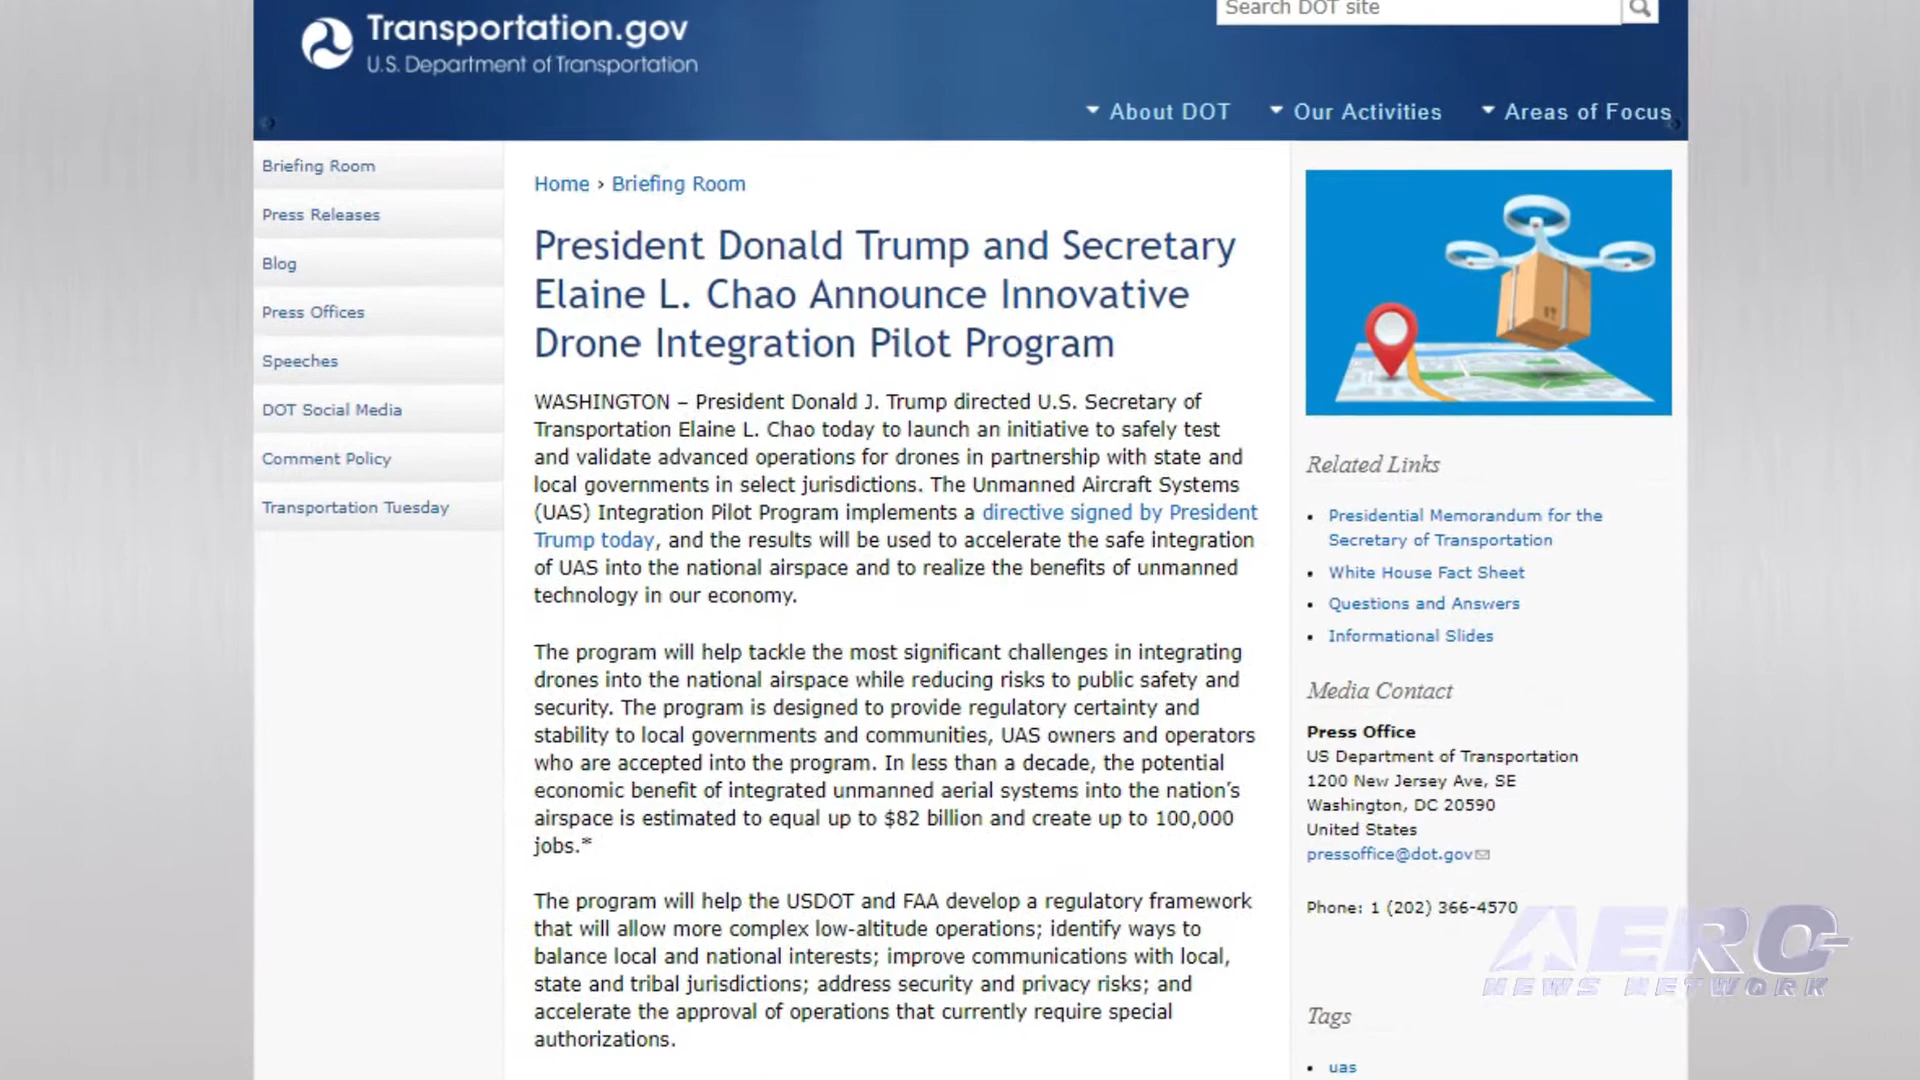 Transportation.gov
U.S. Department of Transportation
Search DOT site
About DOT
Our Activities
Areas of Focus
Briefing Room
Press Releases
Blog
Press Offices
Speeches
DOT Social Media
Comment Policy
Transportation Tuesday
Home › Briefing Room
President Donald Trump and Secretary
Elaine L. Chao Announce Innovative
Drone Integration Pilot Program
WASHINGTON – President Donald J. Trump directed U.S. Secretary of
Transportation Elaine L. Chao today to launch an initiative to safely test
and validate advanced operations for drones in partnership with state and
local governments in select jurisdictions. The Unmanned Aircraft Systems
(UAS) Integration Pilot Program implements a directive signed by President
Trump today, and the results will be used to accelerate the safe integration
of UAS into the national airspace and to realize the benefits of unmanned
technology in our economy.
The program will help tackle the most significant challenges in integrating
drones into the national airspace while reducing risks to public safety and
security. The program is designed to provide regulatory certainty and
stability to local governments and communities, UAS owners and operators
who are accepted into the program. In less than a decade, the potential
economic benefit of integrated unmanned aerial systems into the nation’s
airspace is estimated to equal up to $82 billion and create up to 100,000
jobs.*
The program will help the USDOT and FAA develop a regulatory framework
that will allow more complex low-altitude operations; identify ways to
balance local and national interests; improve communications with local,
state and tribal jurisdictions; address security and privacy risks; and
accelerate the approval of operations that currently require special
authorizations.
Related Links
• Presidential Memorandum for the
Secretary of Transportation
• White House Fact Sheet
• Questions and Answers
• Informational Slides
Media Contact
Press Office
US Department of Transportation
1200 New Jersey Ave, SE
Washington, DC 20590
United States
pressoffice@dot.gov
Phone: 1 (202) 366-4570
AERO
NEWS NETWORK
Tags
• uas